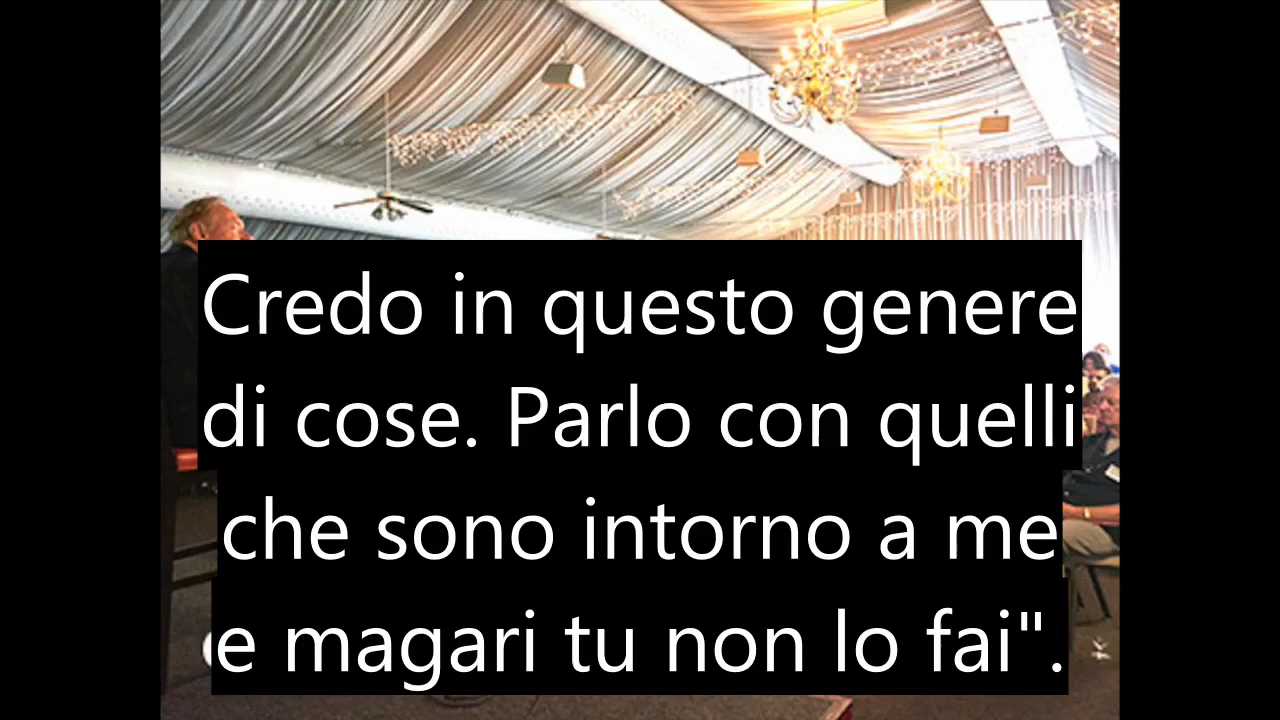 Credo in questo genere
di cose. Parlo con quelli
che sono intorno a me
e magari tu non lo fai".